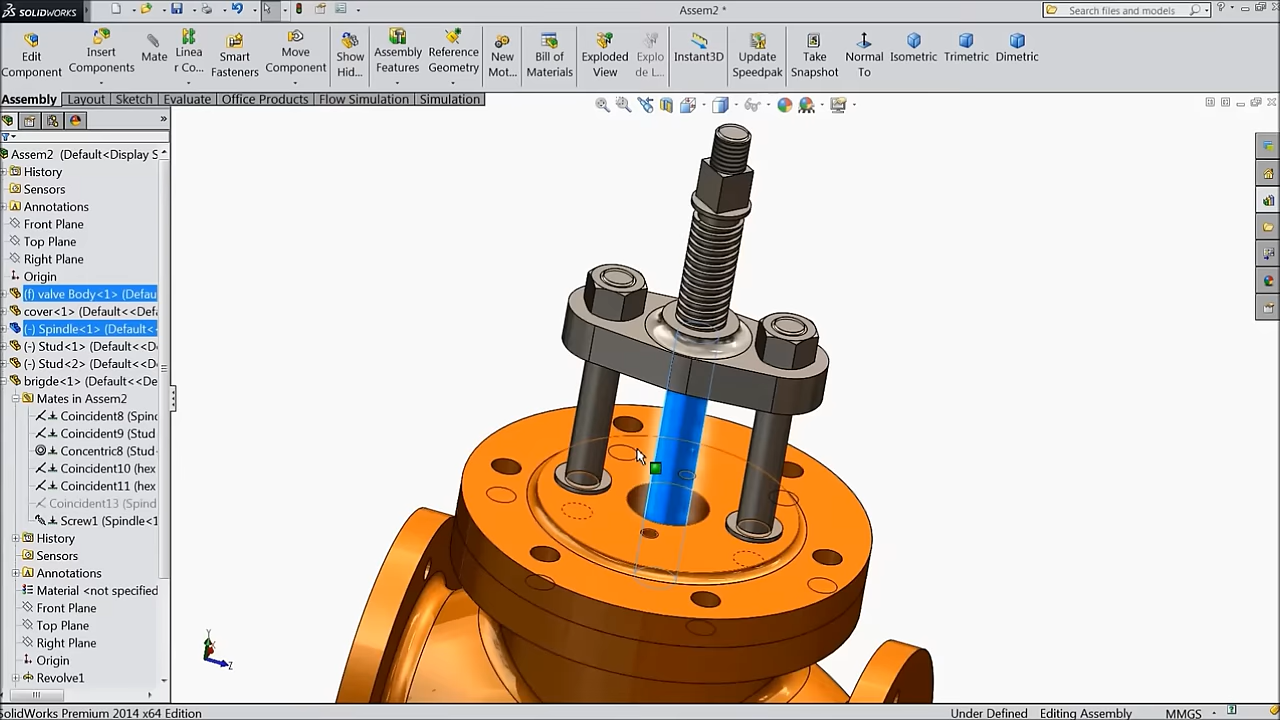 SOLIDWORKS
Assem2 *
Search files and models
Edit Component
Insert Components
Mate
Linea r Co...
Smart Fasteners
Move Component
Show Hid...
Assembly Features
Reference Geometry
New Mot...
Bill of Materials
Exploded View
Explo de L...
Instant3D
Update Speedpak
Take Snapshot
Normal To
Isometric
Trimetric
Dimetric
Assembly
Layout
Sketch
Evaluate
Office Products
Flow Simulation
Simulation
Assem2 (Default<Display S
History
Sensors
Annotations
Front Plane
Top Plane
Right Plane
Origin
(f) valve Body<1> (Defau
cover<1> (Default<<Def
(-) Spindle<1> (Default<
(-) Stud<1> (Default<<D
(-) Stud<2> (Default<<D
brigde<1> (Default<<De
Mates in Assem2
Coincident8 (Spin
Coincident9 (Stud
Concentric8 (Stud
Coincident10 (hex
Coincident11 (hex
Coincident13 (Spin
Screw1 (Spindle<1
History
Sensors
Annotations
Material <not specified
Front Plane
Top Plane
Right Plane
Origin
Revolve1
Y
Z
SolidWorks Premium 2014 x64 Edition
Under Defined
Editing Assembly
MMGS